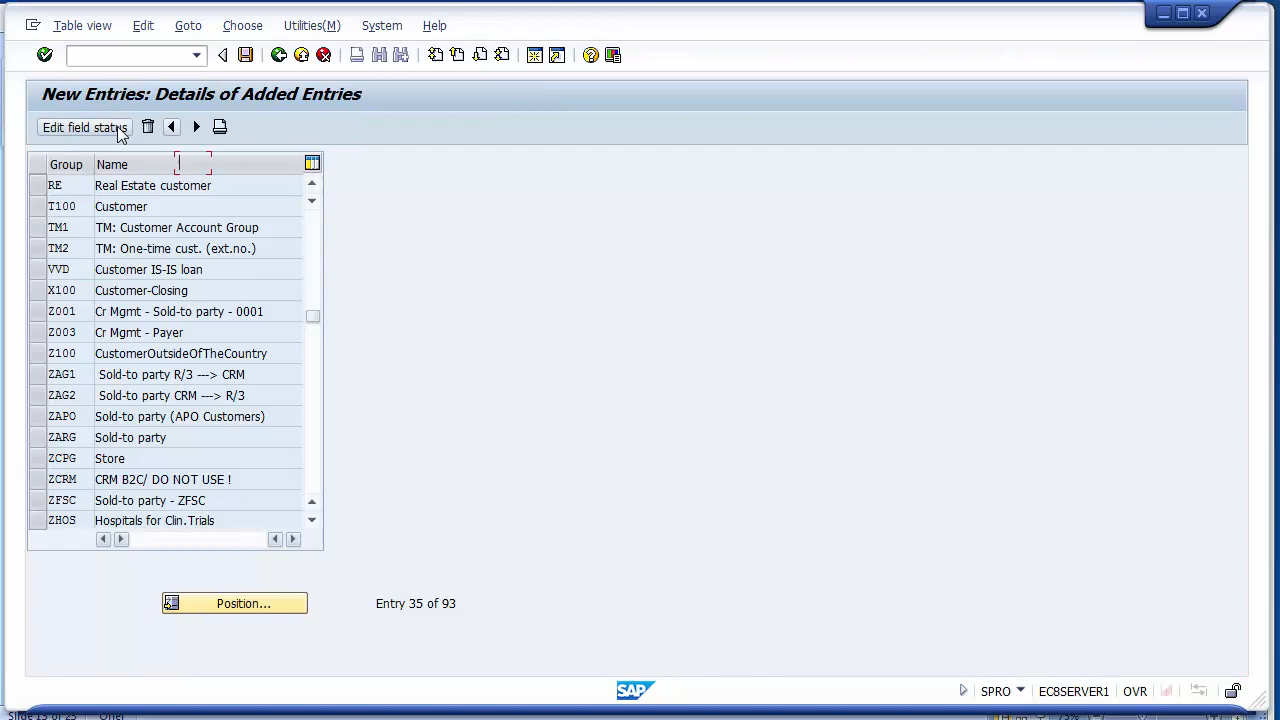 Table view Edit Goto Choose Utilities(M) System Help
New Entries: Details of Added Entries
Edit field status
Group Name
RE Real Estate customer
T100 Customer
TM1 TM: Customer Account Group
TM2 TM: One-time cust. (ext.no.)
VVD Customer IS-IS loan
X100 Customer-Closing
Z001 Cr Mgmt - Sold-to party - 0001
Z003 Cr Mgmt - Payer
Z100 CustomerOutsideOfTheCountry
ZAG1 Sold-to party R/3 ---> CRM
ZAG2 Sold-to party CRM ---> R/3
ZAPO Sold-to party (APO Customers)
ZARG Sold-to party
ZCPG Store
ZCRM CRM B2C/ DO NOT USE !
ZFSC Sold-to party - ZFSC
ZHOS Hospitals for Clin.Trials
Position... Entry 35 of 93
SAP SPRO EC8SERVER1 OVR